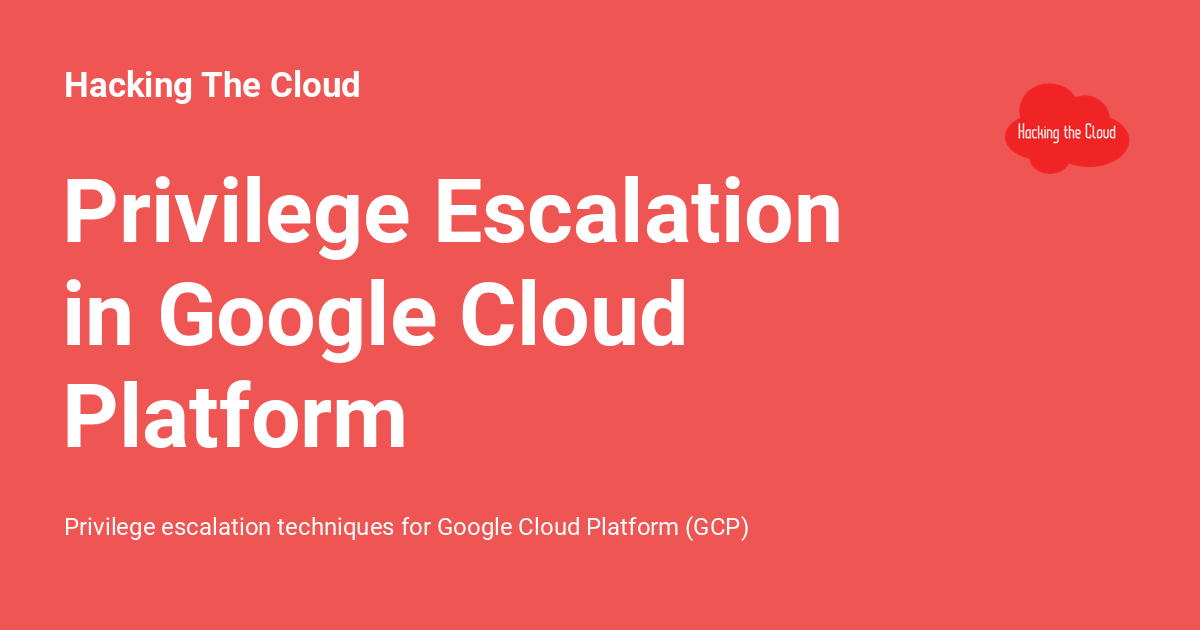 Hacking The Cloud
Hacking the Cloud
Privilege Escalation
in Google Cloud
Platform
Privilege escalation techniques for Google Cloud Platform (GCP)